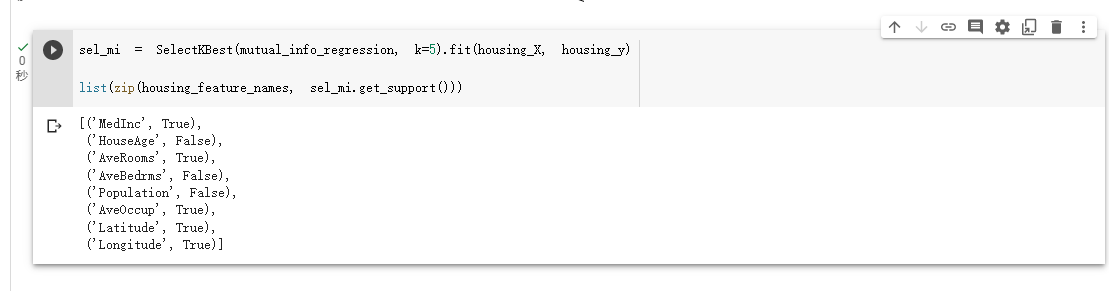 0
秒
sel_mi = SelectKBest(mutual_info_regression, k=5).fit(housing_X, housing_y)
list(zip(housing_feature_names, sel_mi.get_support()))
[('MedInc', True),
('HouseAge', False),
('AveRooms', True),
('AveBedrms', False),
('Population', False),
('AveOccup', True),
('Latitude', True),
('Longitude', True)]